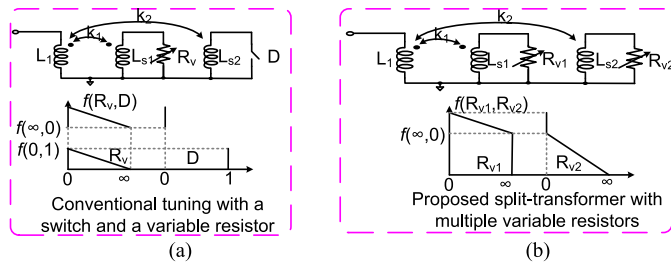 k₂
k₁
L₁
Lₛ₁
Rᵥ
Lₛ₂
D
f(Rᵥ,D)
f(∞,0)
f(0,1)
Rᵥ
D
0
∞
0
1
Conventional tuning with a
switch and a variable resistor
(a)
k₂
k₁
L₁
Lₛ₁
Rᵥ₁
Lₛ₂
Rᵥ₂
f(Rᵥ₁,Rᵥ₂)
f(∞,0)
Rᵥ₁
Rᵥ₂
0
∞
0
∞
Proposed split-transformer with
multiple variable resistors
(b)